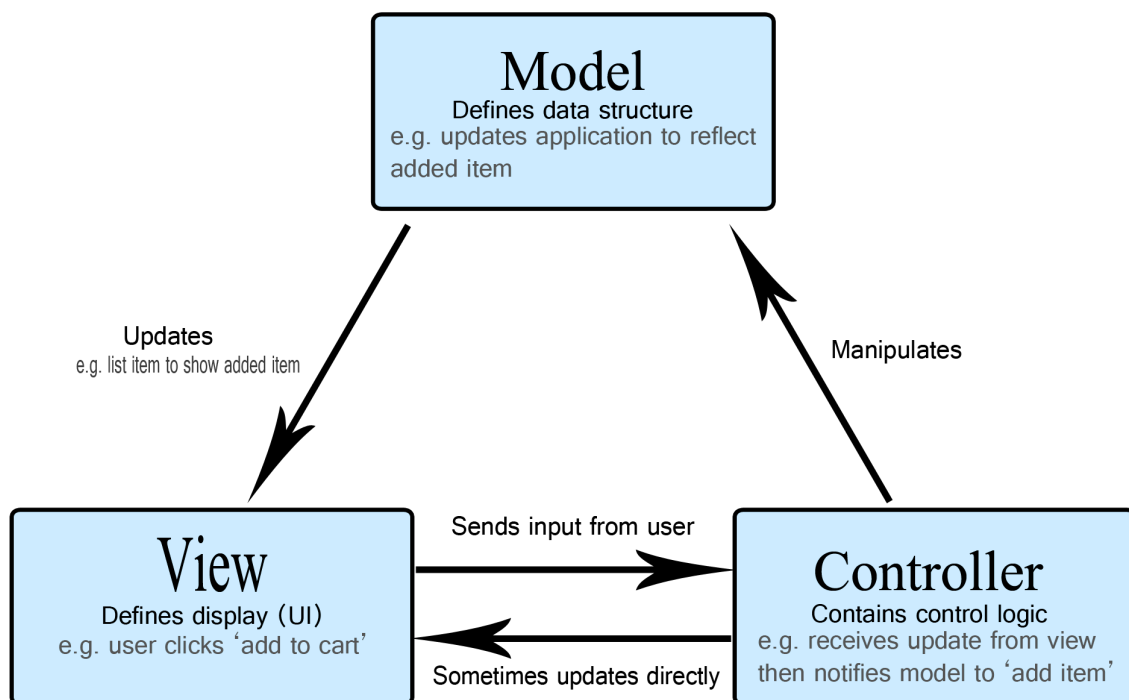 Model
Defines data structure
e.g. updates application to reflect
added item
Updates
e.g. list item to show added item
Manipulates
View
Defines display (UI)
e.g. user clicks ‘add to cart’
Sends input from user
Sometimes updates directly
Controller
Contains control logic
e.g. receives update from view
then notifies model to ‘add item’